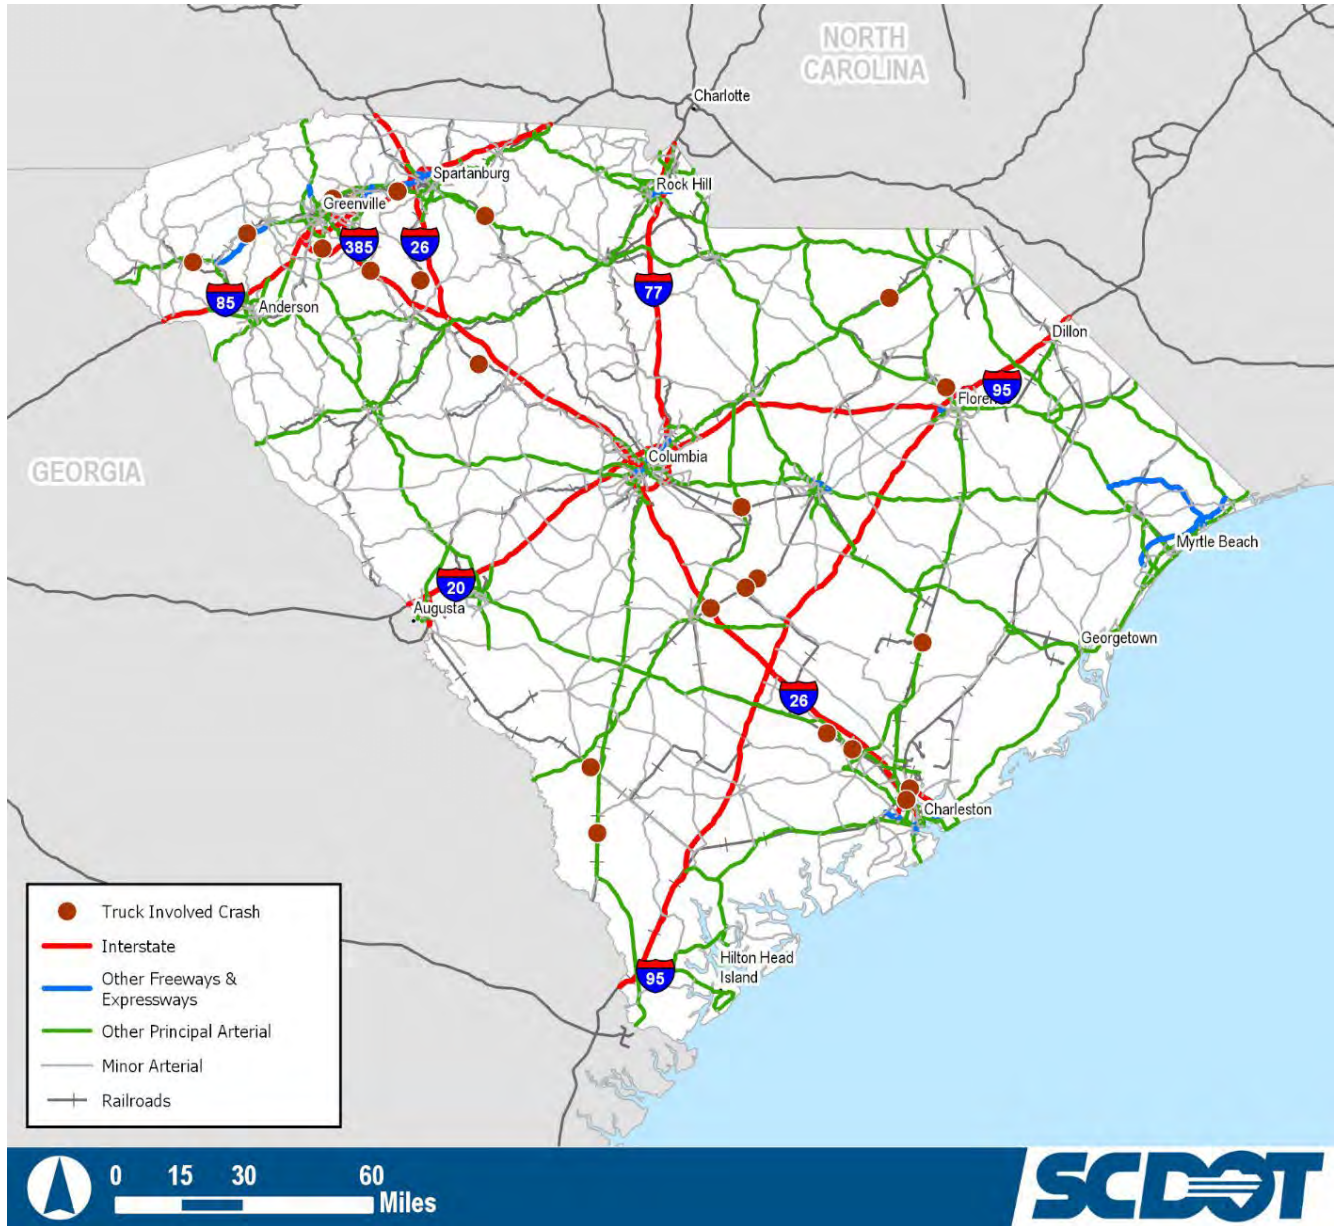 NORTH
CAROLINA
Charlotte
Spartanburg
Rock Hill
Greenville
385
26
85
Anderson
77
Dillon
95
Floren
Columbia
GEORGIA
20
Augusta
Myrtle Beach
Georgetown
26
Charleston
Hilton Head
Island
95
Truck Involved Crash
Interstate
Other Freeways &
Expressways
Other Principal Arterial
Minor Arterial
Railroads
0 15 30 60
Miles
SCDOT